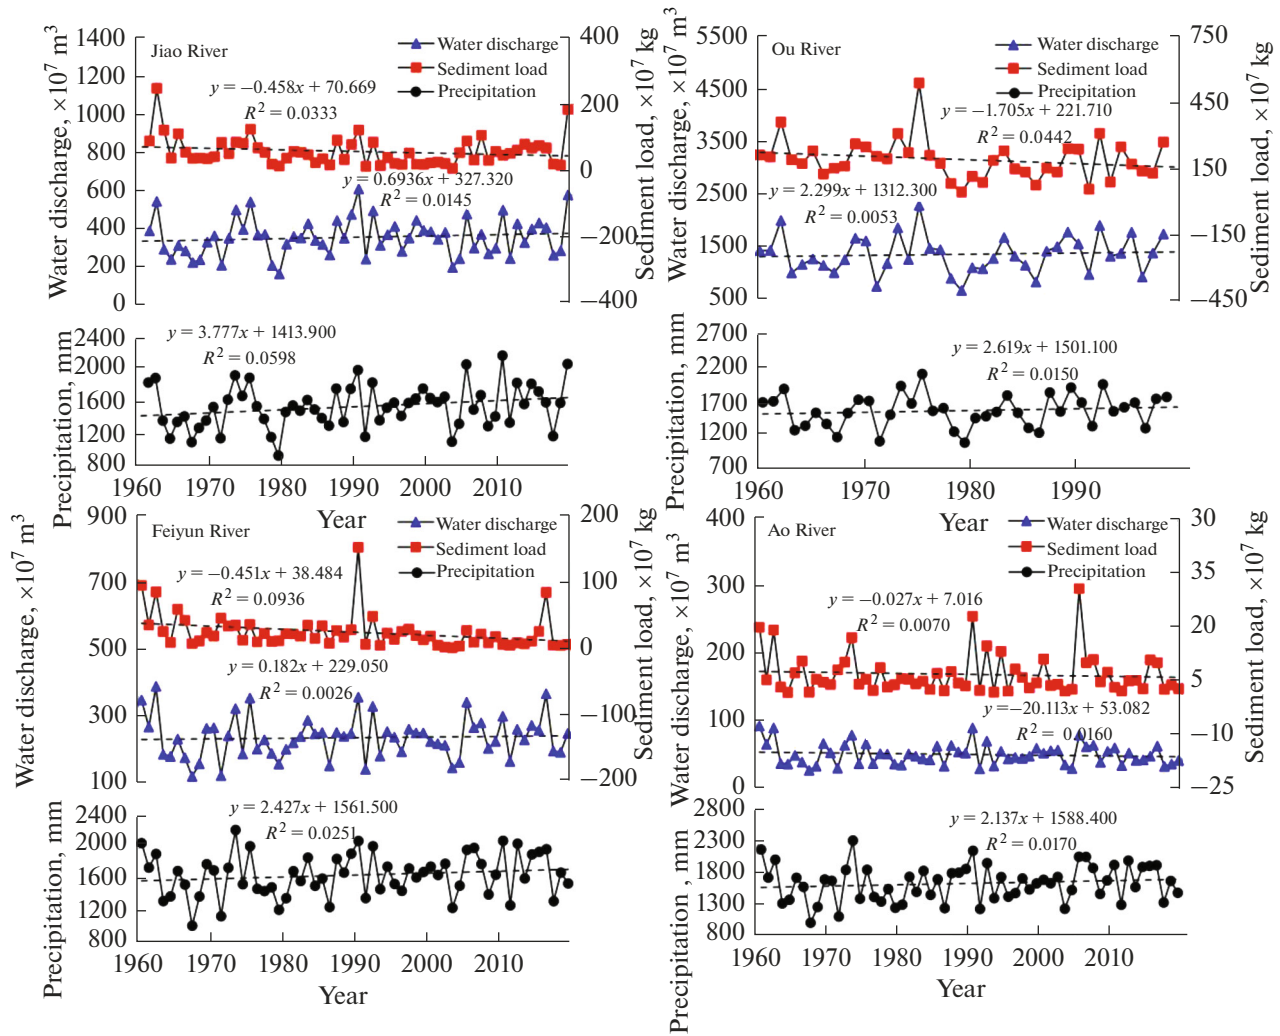 Jiao River
Water discharge
Sediment load
Precipitation
y = −0.458x + 70.669
R² = 0.0333
0.6936x + 327.320
R² = 0.0145
Water discharge, ×10⁷ m³
1400
1200
1000
800
600
400
200
0
Sediment load, ×10⁷ kg
400
200
0
−200
−400
y = 3.777x + 1413.900
R² = 0.0598
Precipitation, mm
2400
2000
1600
1200
800
1960 1970 1980 1990 2000 2010
Year
Ou River
Water discharge
Sediment load
Precipitation
−1.705x + 221.710
R² = 0.0442
y = 2.299x + 1312.300
R² = 0.0053
Water discharge, ×10⁷ m³
5500
4500
3500
2500
1500
500
Sediment load, ×10⁷ kg
750
450
150
−150
−450
y = 2.619x + 1501.100
R² = 0.0150
Precipitation, mm
2700
2200
1700
1200
700
1960 1970 1980 1990
Year
Feiyun River
Water discharge
Sediment load
Precipitation
y = −0.451x + 38.484
R² = 0.0936
y = 0.182x + 229.050
R² = 0.0026
Water discharge, ×10⁷ m³
900
700
500
300
100
Sediment load, ×10⁷ kg
200
100
0
−100
−200
y = 2.427x + 1561.500
R² = 0.0251
Precipitation, mm
2400
2000
1600
1200
800
1960 1970 1980 1990 2000 2010
Year
Ao River
Water discharge
Sediment load
Precipitation
y = −0.027x + 7.016
R² = 0.0070
y = −20.113x + 53.082
R² = 0.0160
Water discharge, ×10⁷ m³
400
300
200
100
0
Sediment load, ×10⁷ kg
30
35
20
5
−10
−25
y = 2.137x + 1588.400
R² = 0.0170
Precipitation , mm
2800
2300
1800
1300
800
1960 1970 1980 1990 2000 2010
Year